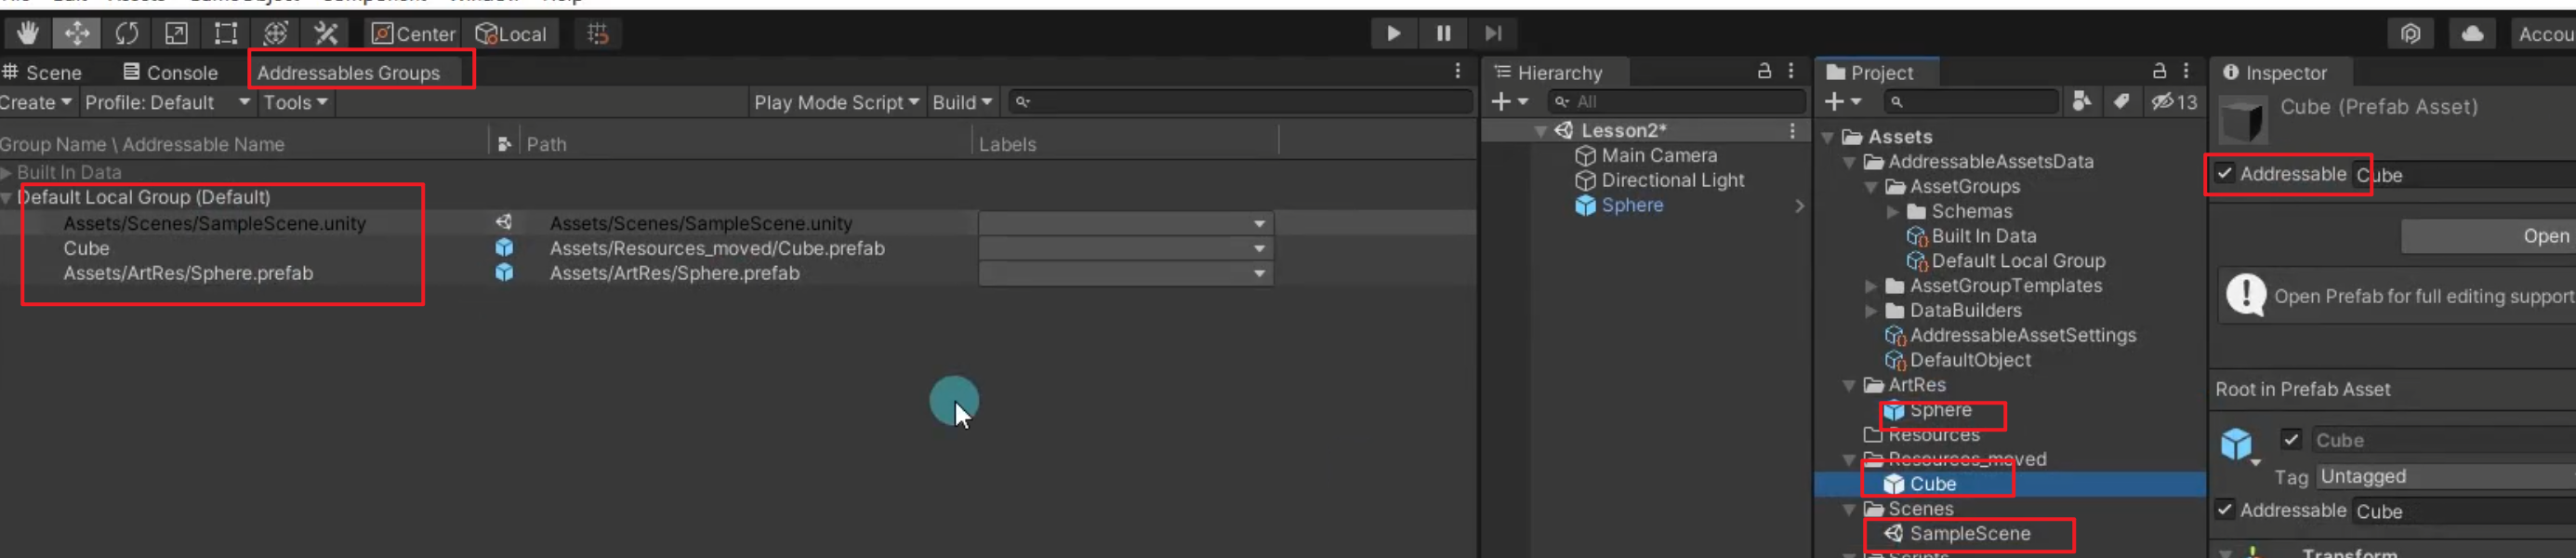 Center Local Accou
Scene Console Addressables Groups
Create Profile: Default Tools Play Mode Script Build
Group Name \ Addressable Name Path Labels
Built In Data
Default Local Group (Default)
Assets/Scenes/SampleScene.unity Assets/Scenes/SampleScene.unity
Cube Assets/Resources_moved/Cube.prefab
Assets/ArtRes/Sphere.prefab Assets/ArtRes/Sphere.prefab
Hierarchy
All
Lesson2*
Main Camera
Directional Light
Sphere
Project
13
Assets
AddressableAssetsData
AssetGroups
Schemas
Built In Data
Default Local Group
AssetGroupTemplates
DataBuilders
AddressableAssetSettings
DefaultObject
ArtRes
Sphere
Resources
Resources_moved
Cube
Scenes
SampleScene
Scripts
Inspector
Cube (Prefab Asset)
Addressable Cube
Open
Open Prefab for full editing support
Root in Prefab Asset
Cube
Tag Untagged
Addressable Cube
Transform